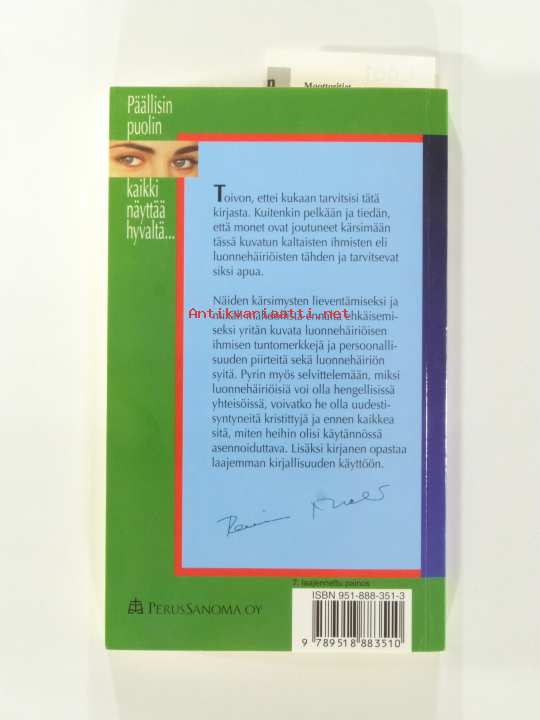 n
Moottoritiet
Päällisin
puolin
kaikki
näyttää
hyvältä...
Toivon, ettei kukaan tarvitsisi tätä
kirjasta. Kuitenkin pelkään ja tiedän,
että monet ovat joutuneet kärsimään
tässä kuvatun kaltaisten ihmisten eli
luonnehäiriöisten tähden ja tarvitsevat
siksi apua.
Näiden kärsimysten lieventämiseksi ja
Antikvariaatti.net
ehkäisemi-
seksi yritän kuvata luonnehäiriöisen
ihmisen tuntomerkkejä ja persoonalli-
suuden piirteitä sekä luonnehäiriön
syitä. Pyrin myös selvittelemään, miksi
luonnehäiriöisiä voi olla hengellisissä
yhteisöissä, voivatko he olla uudesti-
syntyneitä kristittyjä ja ennen kaikkea
sitä, miten heihin olisi käytännössä
asennoiduttava. Lisäksi kirjanen opastaa
laajemman kirjallisuuden käyttöön.
7. laajennettu painos
ISBN 951-888-351-3
PERUSSANOMA OY
9 789518 883510